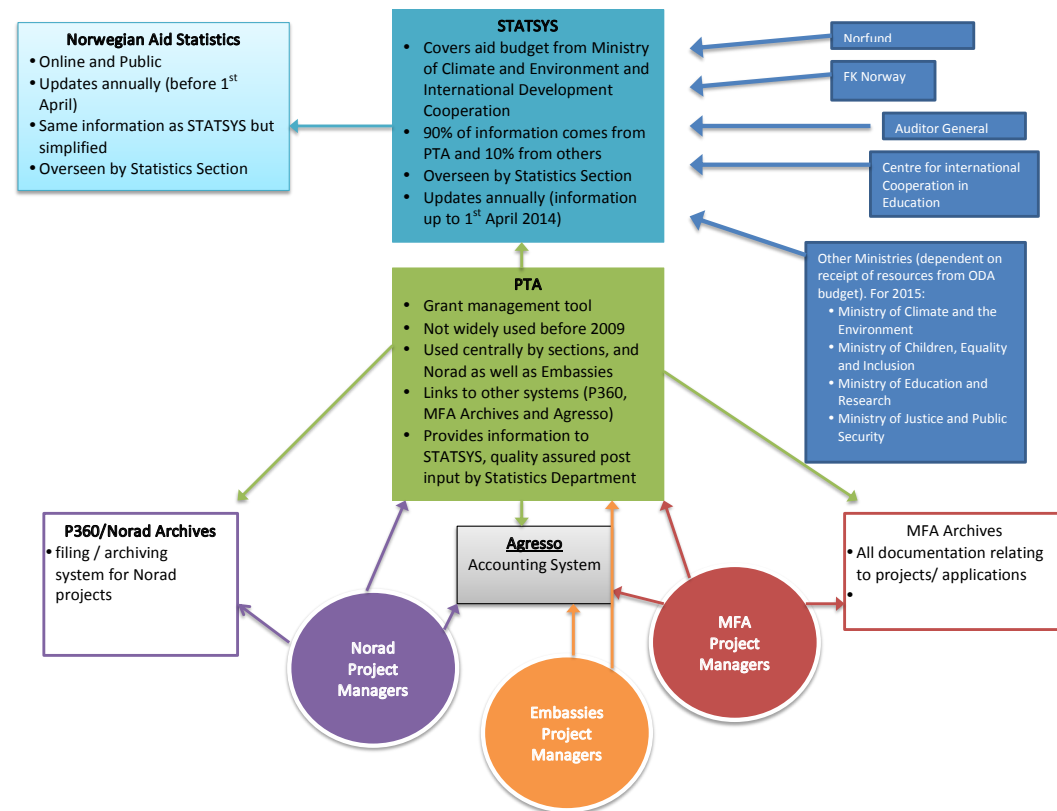 Norwegian Aid Statistics
• Online and Public
• Updates annually (before 1st
April)
• Same information as STATSYS but
simplified
• Overseen by Statistics Section
STATSYS
• Covers aid budget from Ministry
of Climate and Environment and
International Development
Cooperation
• 90% of information comes from
PTA and 10% from others
• Overseen by Statistics Section
• Updates annually (information
up to 1st April 2014)
Norfund
FK Norway
Auditor General
Centre for international
Cooperation in
Education
Other Ministries (dependent on
receipt of resources from ODA
budget). For 2015:
• Ministry of Climate and the
Environment
• Ministry of Children, Equality
and Inclusion
• Ministry of Education and
Research
• Ministry of Justice and Public
Security
PTA
• Grant management tool
• Not widely used before 2009
• Used centrally by sections, and
Norad as well as Embassies
• Links to other systems (P360,
MFA Archives and Agresso)
• Provides information to
STATSYS, quality assured post
input by Statistics Department
P360/Norad Archives
• filing / archiving
system for Norad
projects
Agresso
Accounting System
MFA Archives
• All documentation relating
to projects/ applications
•
Norad
Project
Managers
Embassies
Project
Managers
MFA
Project
Managers